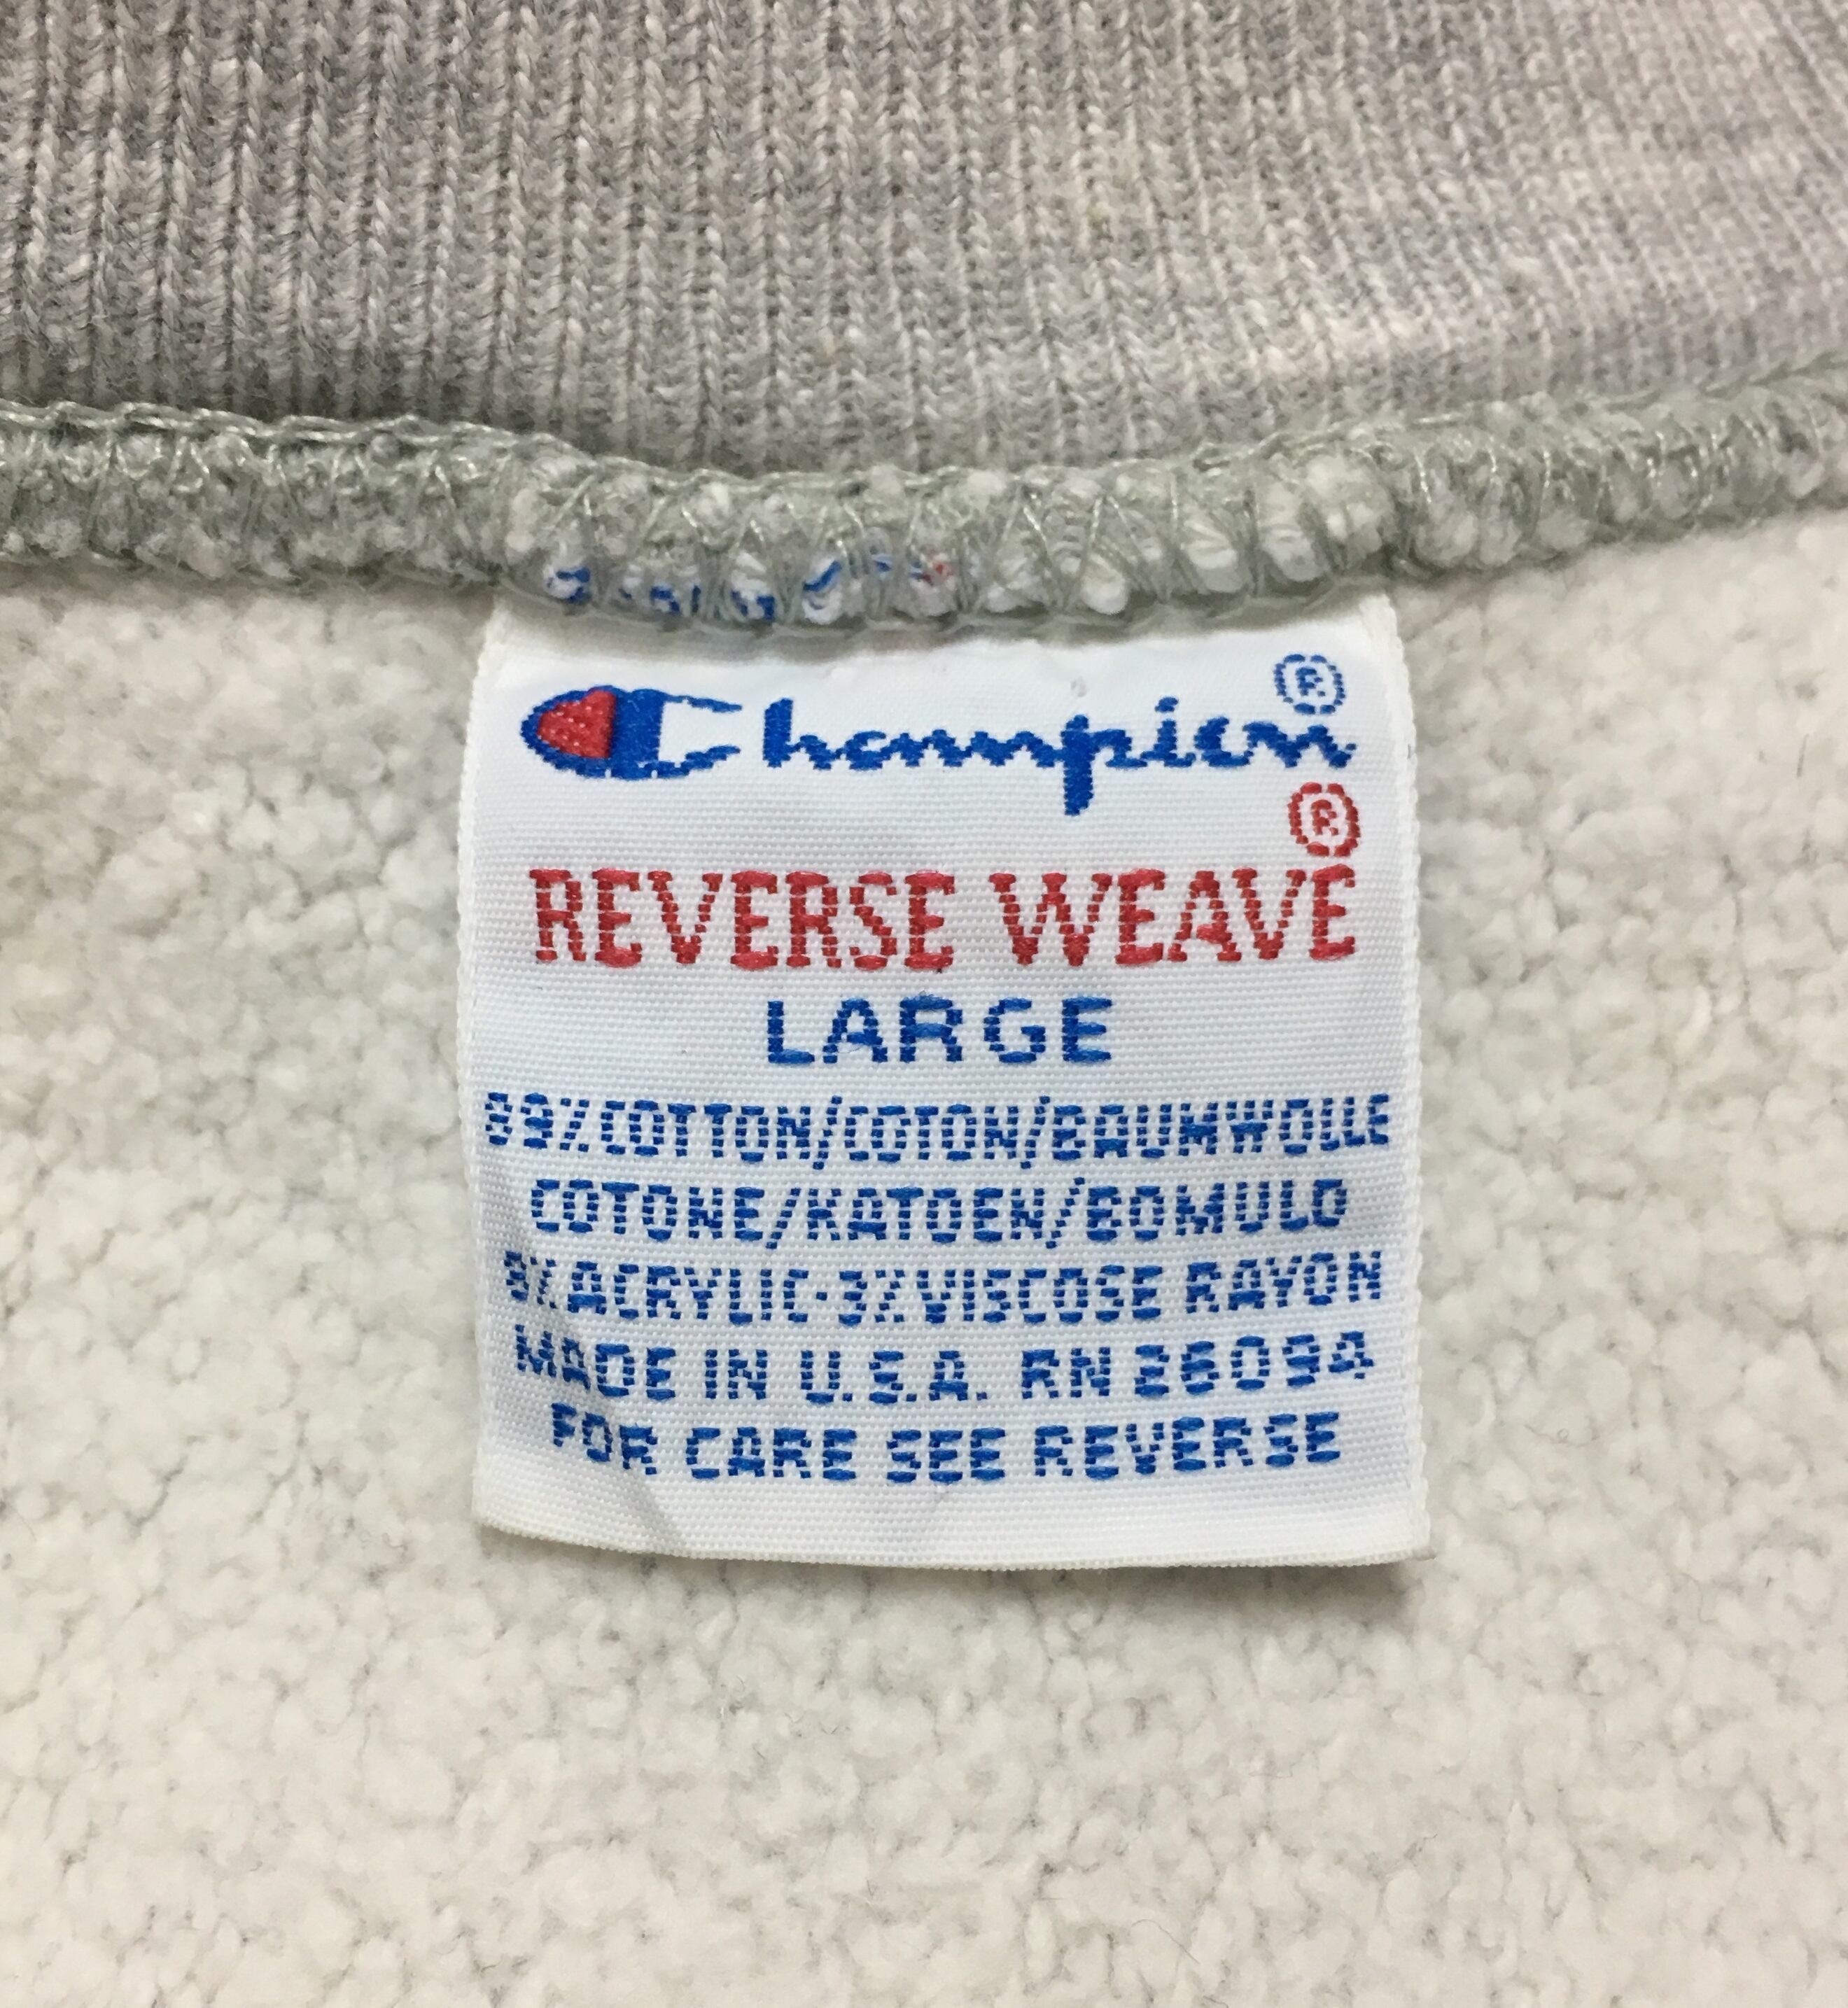 Champion®
®
REVERSE WEAVE
LARGE
89%COTTON/COTON/BAUMWOLLE
COTONE/KATOEN/BOMULD
8%ACRYLIC-3%VISCOSE RAYON
MADE IN U.S.A. RN 26094
FOR CARE SEE REVERSE